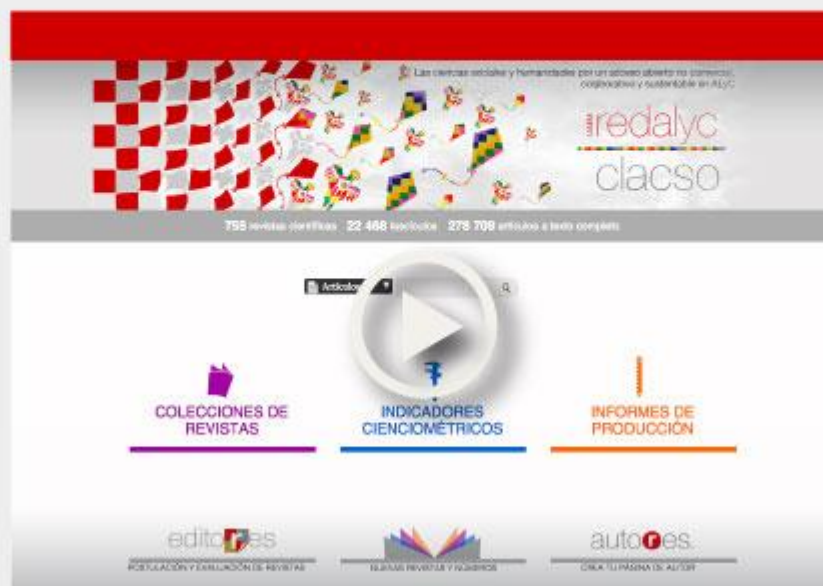 Las ciencias sociales y humanidades por un acceso abierto no comercial,
colaborativo y sustentable en ALyC
redalyc
clacso
755 revistas científicas 22 468 fascículos 278 709 artículos a texto completo
Artículos
COLECCIONES DE
REVISTAS
INDICADORES
CIENCIOMÉTRICOS
INFORMES DE
PRODUCCIÓN
editores
POSTULACIÓN Y EVALUACIÓN DE REVISTAS
NUEVAS REVISTAS Y NÚMEROS
autores.
CREA TU PÁGINA DE AUTOR